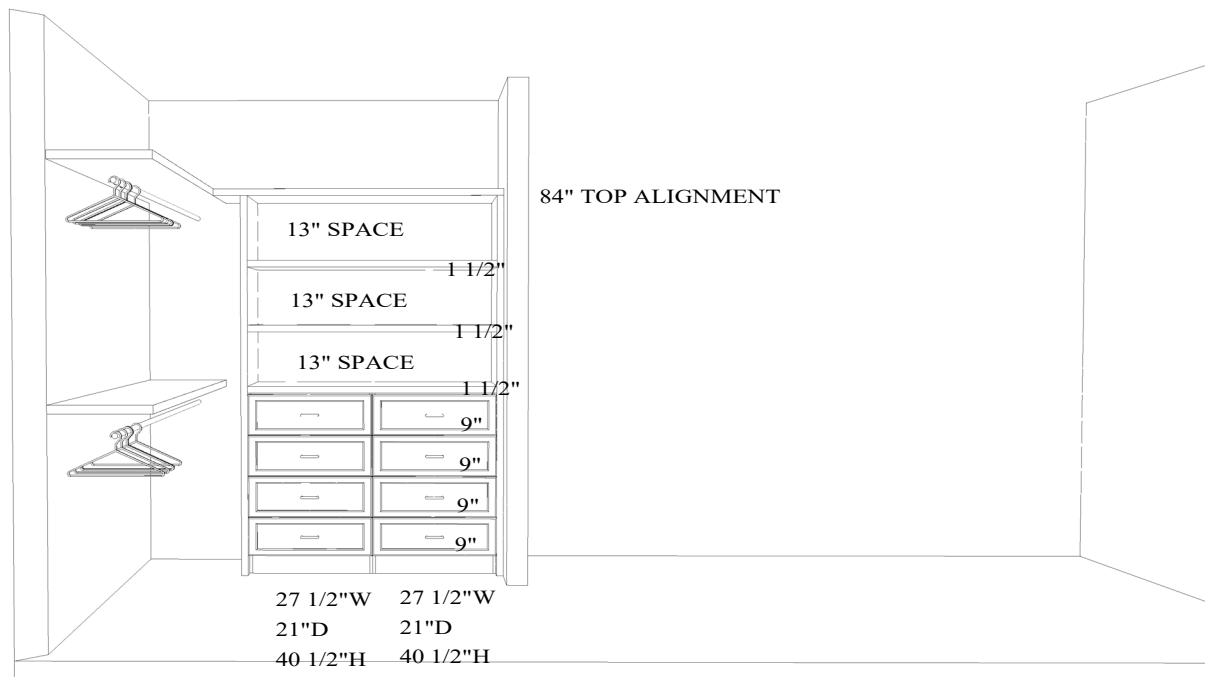 84" TOP ALIGNMENT
13" SPACE
1 1/2"
13" SPACE
1 1/2"
13" SPACE
1 1/2"
9"
9"
9"
9"
27 1/2"W 27 1/2"W
21"D 21"D
40 1/2"H 40 1/2"H